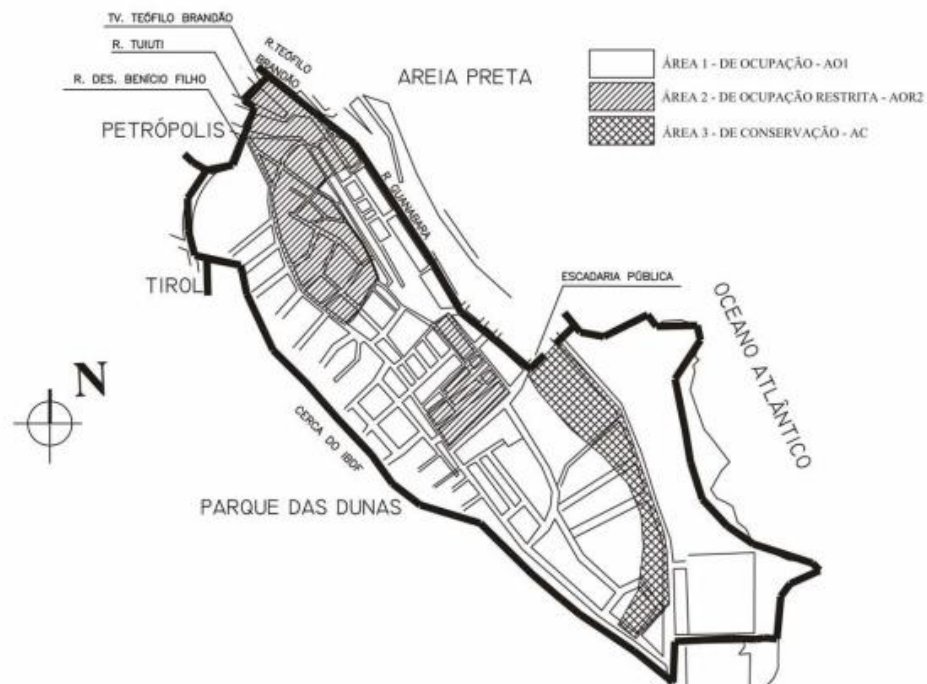 TV. TEÓFILO BRANDÃO
R. TUIUTI
R. DES. BENÍCIO FILHO
R. TEÓFILO
BRANDÃO
AREIA PRETA
PETRÓPOLIS
R. GUANABARA
TIROL
ÁREA 1 - DE OCUPAÇÃO - AO1
ÁREA 2 - DE OCUPAÇÃO RESTRITA - AOR2
ÁREA 3 - DE CONSERVAÇÃO - AC
ESCADARIA PÚBLICA
OCEANO ATLÂNTICO
N
CERCA DO IBDF
PARQUE DAS DUNAS